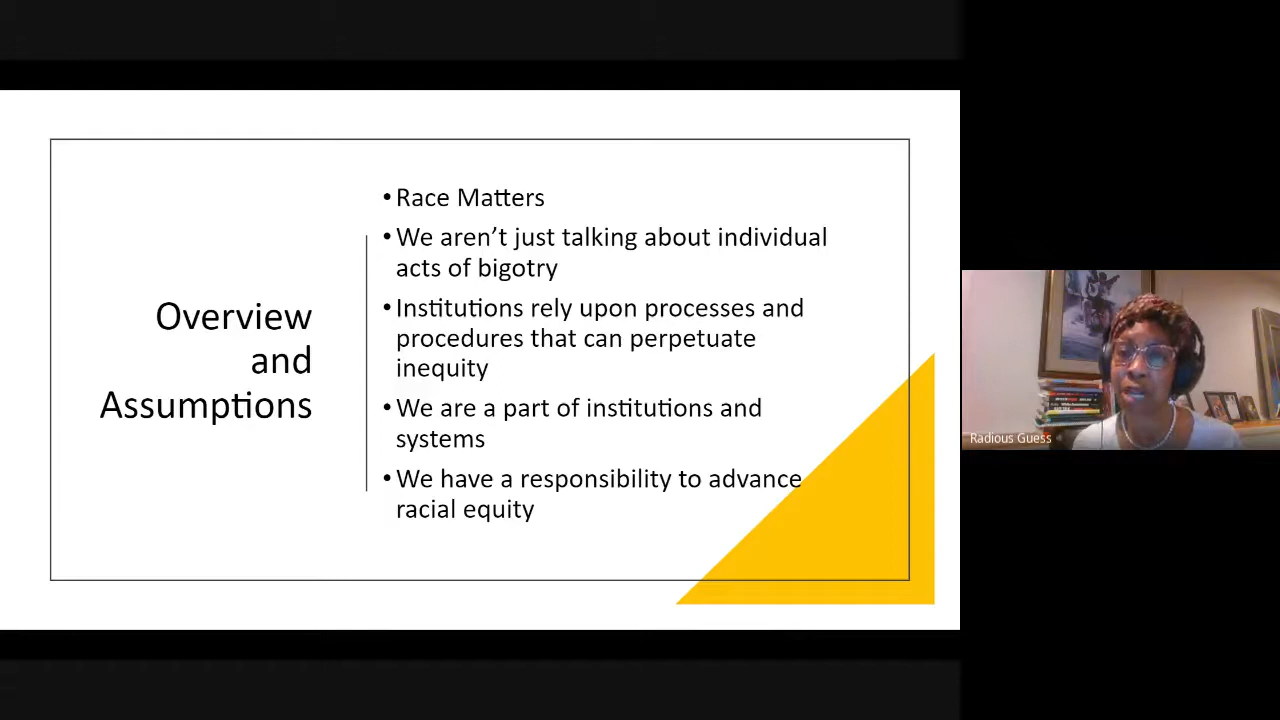 Overview
and
Assumptions
• Race Matters
• We aren’t just talking about individual
acts of bigotry
• Institutions rely upon processes and
procedures that can perpetuate
inequity
• We are a part of institutions and
systems
• We have a responsibility to advance
racial equity
Radious Guess